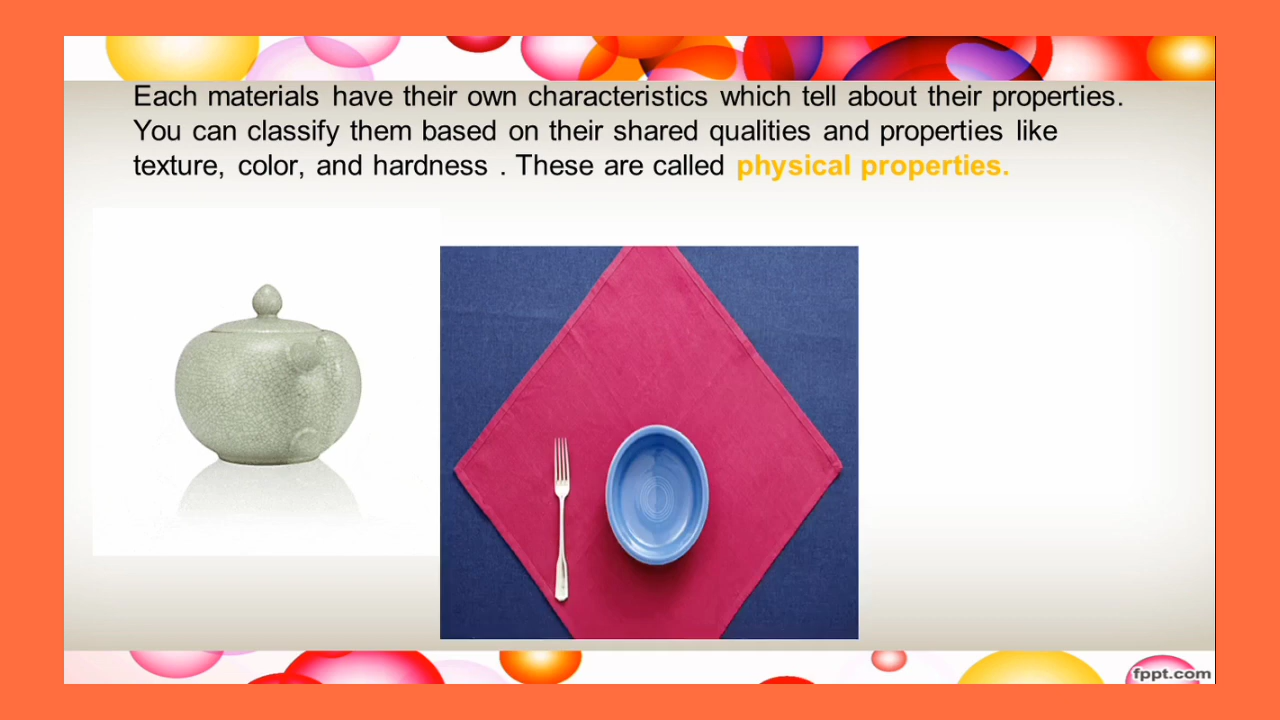 Each materials have their own characteristics which tell about their properties.
You can classify them based on their shared qualities and properties like
texture, color, and hardness . These are called physical properties.
fppt.com